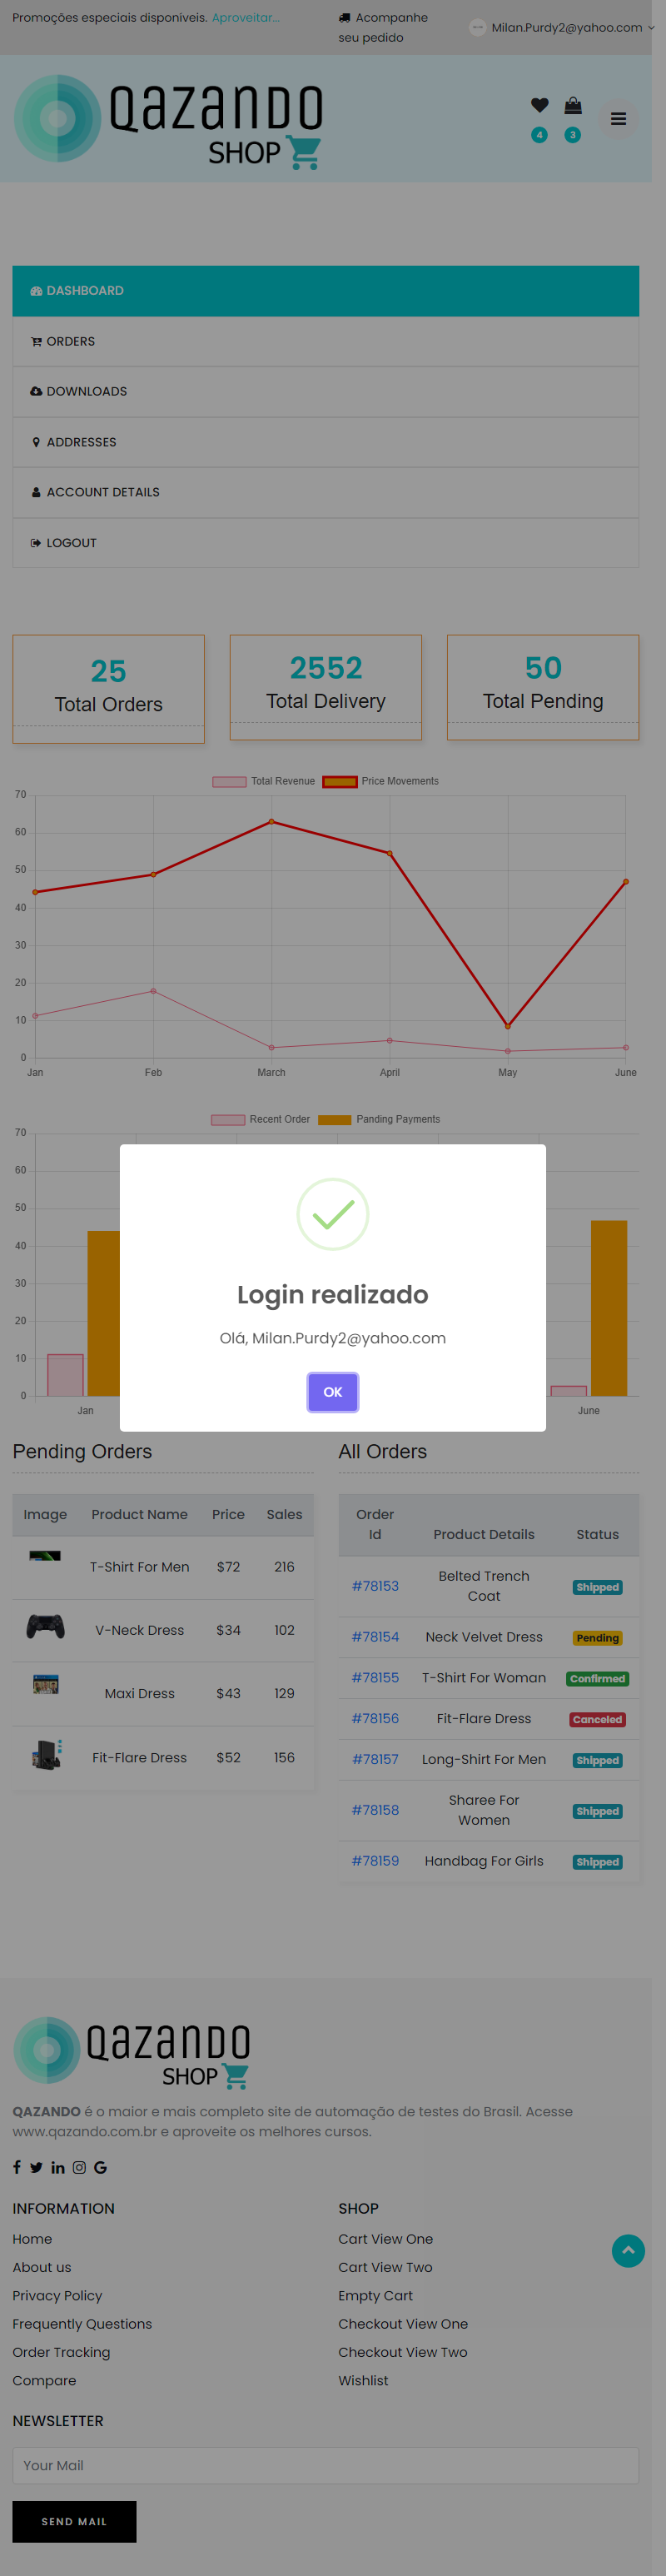 Promoções especiais disponíveis. Aproveitar...
Acompanhe
seu pedido
Milan.Purdy2@yahoo.com
QAZANDO
SHOP
4
3
DASHBOARD
ORDERS
DOWNLOADS
ADDRESSES
ACCOUNT DETAILS
LOGOUT
25
Total Orders
2552
Total Delivery
50
Total Pending
Total Revenue
Price Movements
70
60
50
40
30
20
10
0
Jan
Feb
March
April
May
June
Recent Order
Panding Payments
70
60
50
40
30
20
10
0
Jan
June
Login realizado
Olá, Milan.Purdy2@yahoo.com
OK
Pending Orders
Image Product Name Price Sales
T-Shirt For Men $72 216
V-Neck Dress $34 102
Maxi Dress $43 129
Fit-Flare Dress $52 156
All Orders
Order
Id
Product Details
Status
#78153
Belted Trench
Coat
Shipped
#78154 Neck Velvet Dress Pending
#78155 T-Shirt For Woman Confirmed
#78156 Fit-Flare Dress Canceled
#78157 Long-Shirt For Men Shipped
#78158
Sharee For
Women
Shipped
#78159 Handbag For Girls Shipped
QAZANDO
SHOP
QAZANDO é o maior e mais completo site de automação de testes do Brasil. Acesse
www.qazando.com.br e aproveite os melhores cursos.
INFORMATION
Home
About us
Privacy Policy
Frequently Questions
Order Tracking
Compare
SHOP
Cart View One
Cart View Two
Empty Cart
Checkout View One
Checkout View Two
Wishlist
NEWSLETTER
Your Mail
SEND MAIL